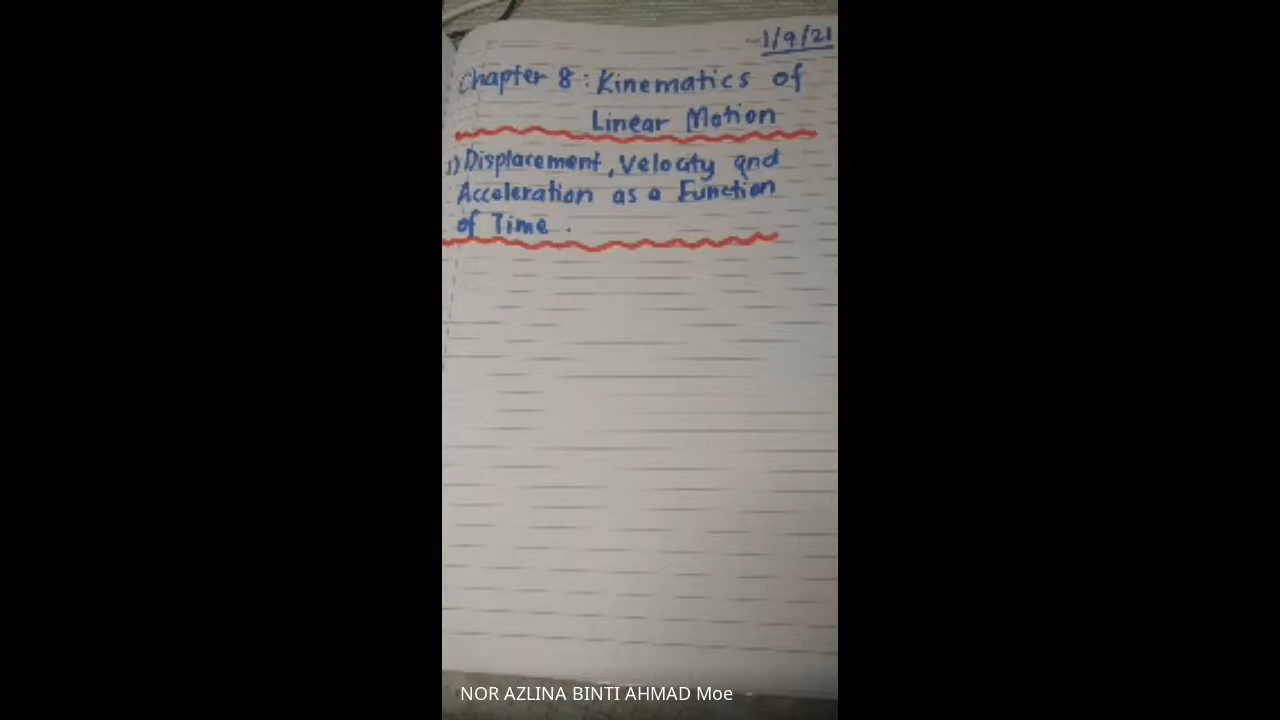 1/9/21
Chapter 8: Kinematics of
Linear Motion
1) Displacement, Velocity and
Acceleration as a Function
of Time.
NOR AZLINA BINTI AHMAD Moe